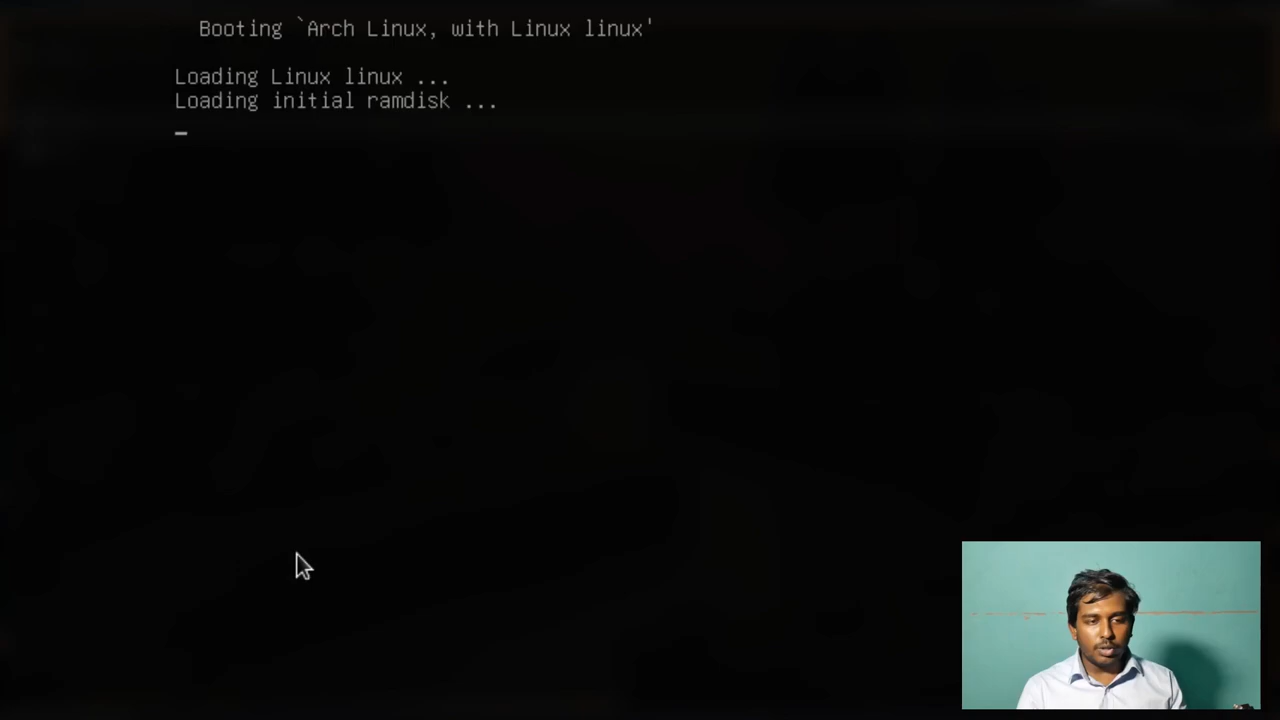 Booting `Arch Linux, with Linux linux'
Loading Linux linux ...
Loading initial ramdisk ...